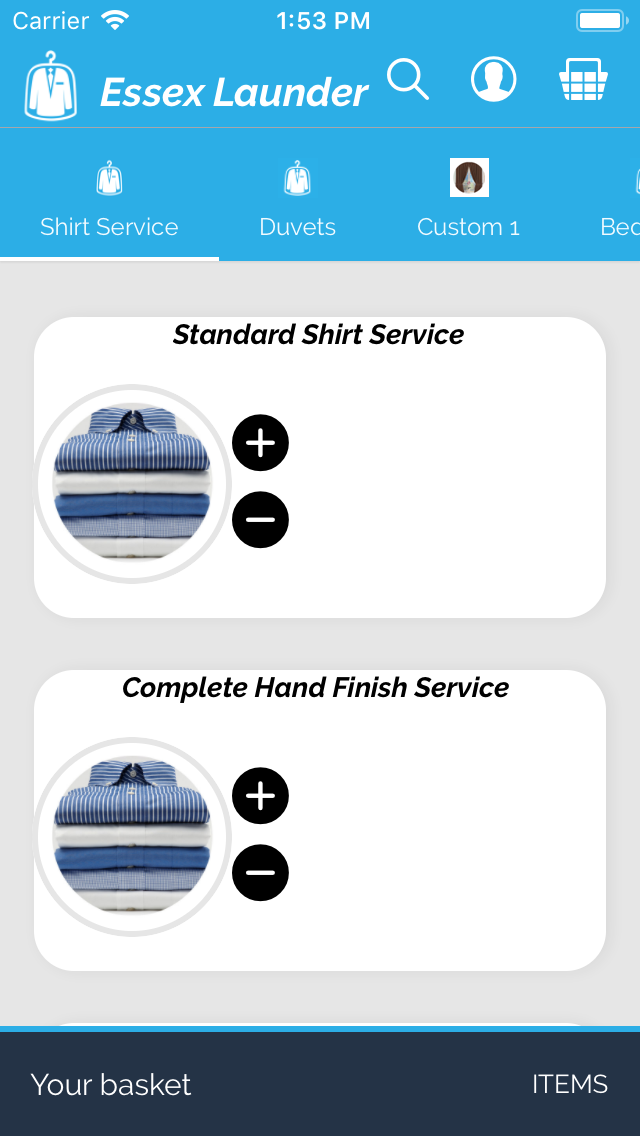 Carrier 1:53 PM
Essex Launder
Shirt Service Duvets Custom 1 Bed
Standard Shirt Service
Complete Hand Finish Service
Your basket ITEMS